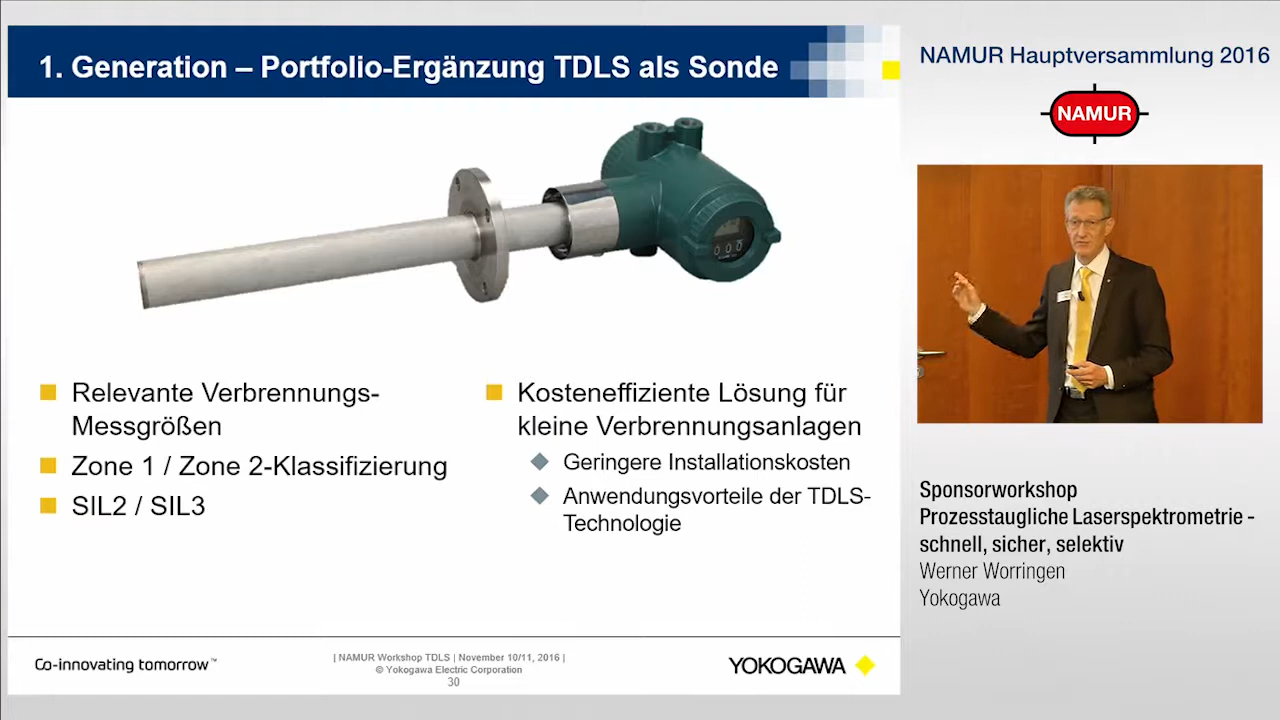 1. Generation – Portfolio-Ergänzung TDLS als Sonde
Relevante Verbrennungs-
Messgrößen
Zone 1 / Zone 2-Klassifizierung
SIL2 / SIL3
Kosteneffiziente Lösung für
kleine Verbrennungsanlagen
Geringere Installationskosten
Anwendungsvorteile der TDLS-
Technologie
Co-innovating tomorrow™
| NAMUR Workshop TDLS | November 10/11, 2016 |
© Yokogawa Electric Corporation
30
YOKOGAWA
NAMUR Hauptversammlung 2016
NAMUR
Sponsorworkshop
Prozesstaugliche Laserspektrometrie -
schnell, sicher, selektiv
Werner Worringen
Yokogawa